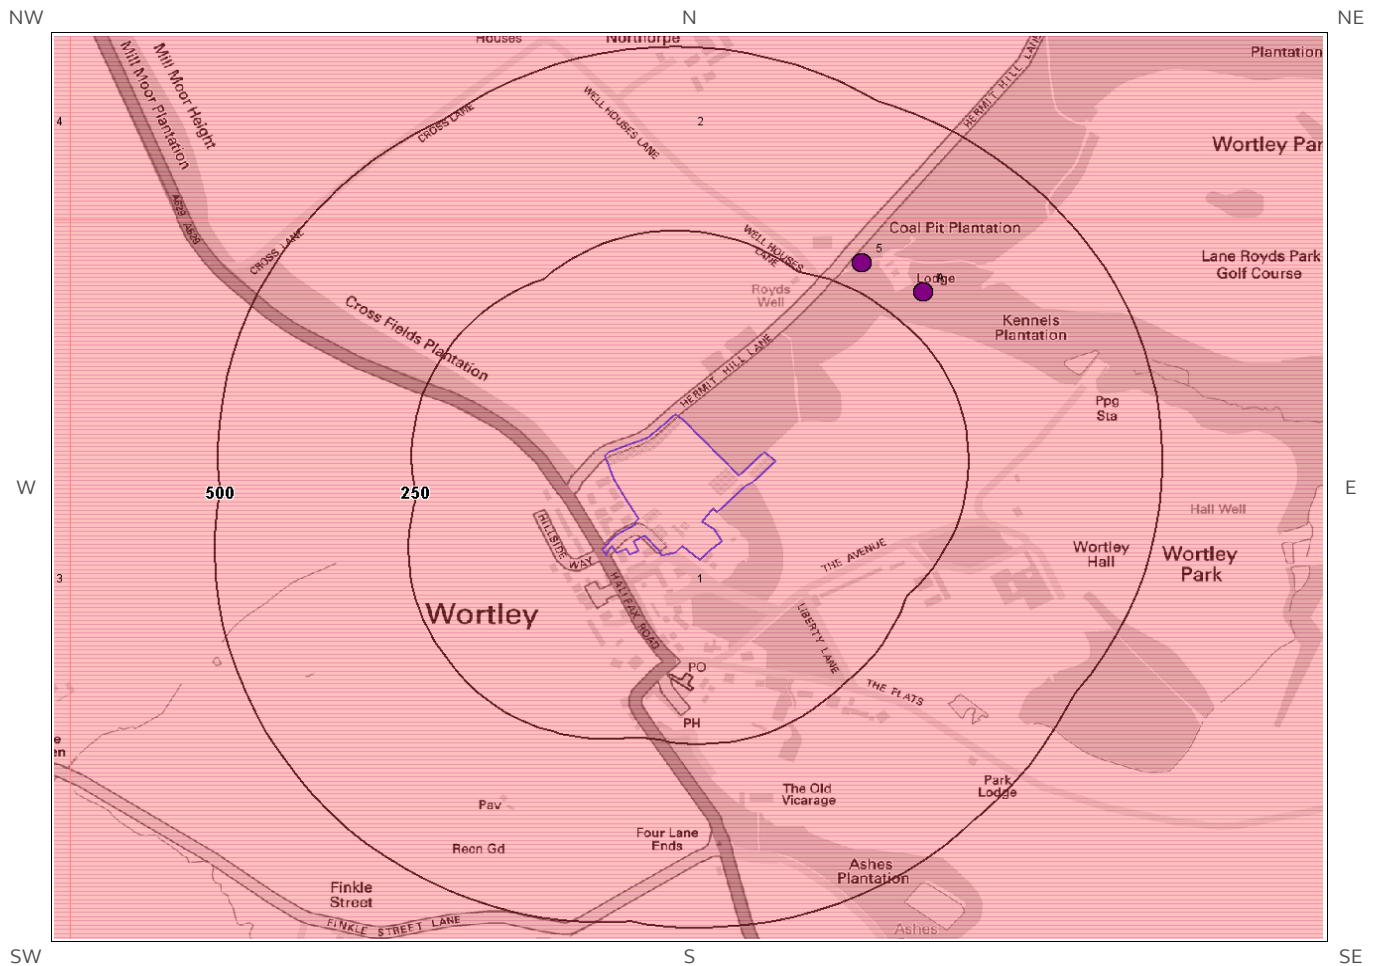 NW
N
NE
Houses
Northorpe
Plantation
Mill Moor Height
Mill Moor Plantation
HERMIT HILL LANE
WELL HOUSES LANE
CROSS LANE
4
2
Wortley Par
A629
A629
CROSS LANE
WELL HOUSES
LANE
Coal Pit Plantation
5
Lane Royds Park
Golf Course
Lodge
Royds
Well
Cross Fields Plantation
Kennels
Plantation
HERMIT HILL LANE
Ppg
Sta
W
500
250
E
Hall Well
HILLSIDE
WAY
THE AVENUE
Wortley
Hall
Wortley
Park
3
1
HALIFAX ROAD
Wortley
LIBERTY LANE
PO
THE FLATS
PH
e
en
Park
Lodge
The Old
Vicarage
Pav
Four Lane
Ends
Recn Gd
Ashes
Plantation
Finkle
Street
FINKLE STREET LANE
Ashes
SW
S
SE